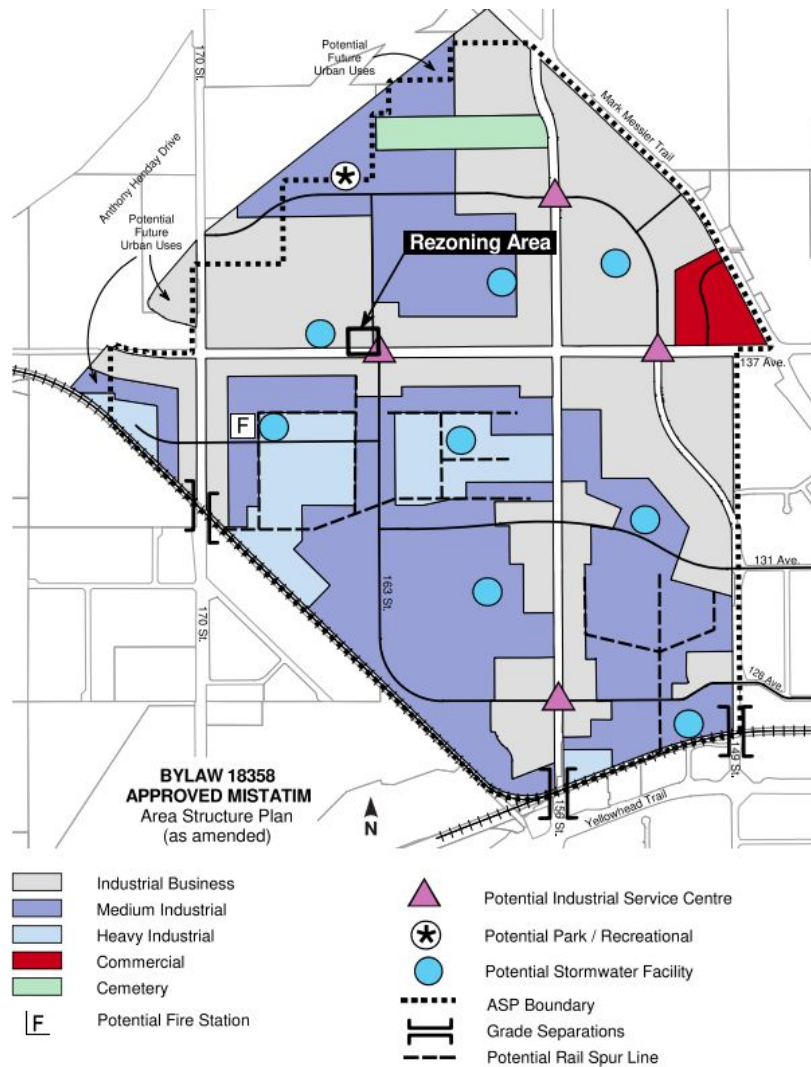 Potential
Future
Urban Uses
170 St.
Mark Messier Trail
Anthony Henday Drive
Potential
Future
Urban Uses
Rezoning Area
137 Ave.
F
131 Ave.
163 St.
170 St.
126 Ave.
149 St.
156 St.
Yellowhead Trail
BYLAW 18358
APPROVED MISTATIM
Area Structure Plan
(as amended)
N
Industrial Business
Medium Industrial
Heavy Industrial
Commercial
Cemetery
F Potential Fire Station
Potential Industrial Service Centre
Potential Park / Recreational
Potential Stormwater Facility
ASP Boundary
Grade Separations
Potential Rail Spur Line